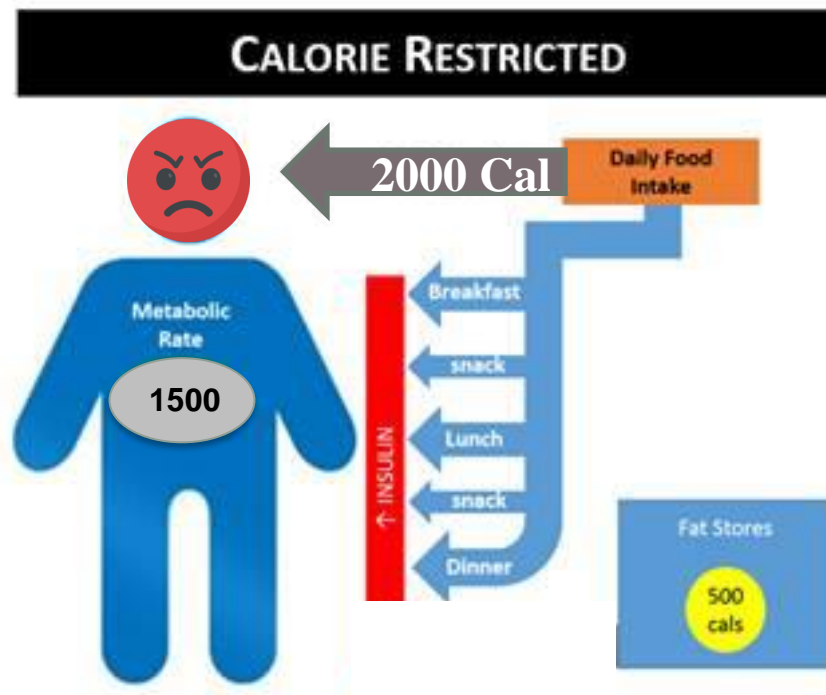 CALORIE RESTRICTED
2000 Cal
Daily Food
Intake
Metabolic
Rate
1500
Breakfast
snack
Lunch
snack
Dinner
↑ INSULIN
Fat Stores
500
cals